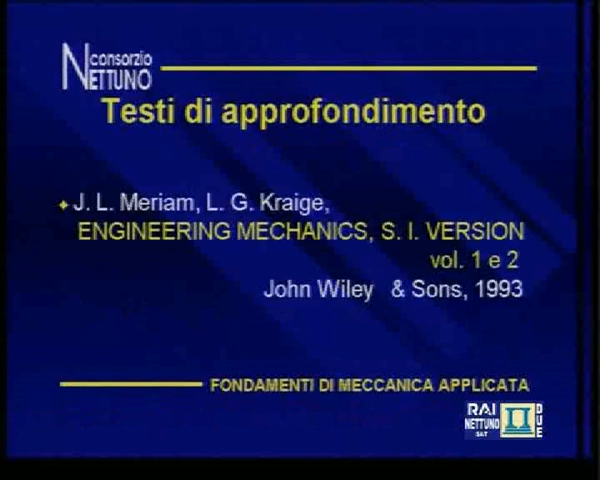 consorzio
NETTUNO
Testi di approfondimento
J. L. Meriam, L. G. Kraige,
ENGINEERING MECHANICS, S. I. VERSION
vol. 1 e 2
John Wiley & Sons, 1993
FONDAMENTI DI MECCANICA APPLICATA
RAI
NETTUNO
SAT
DUE